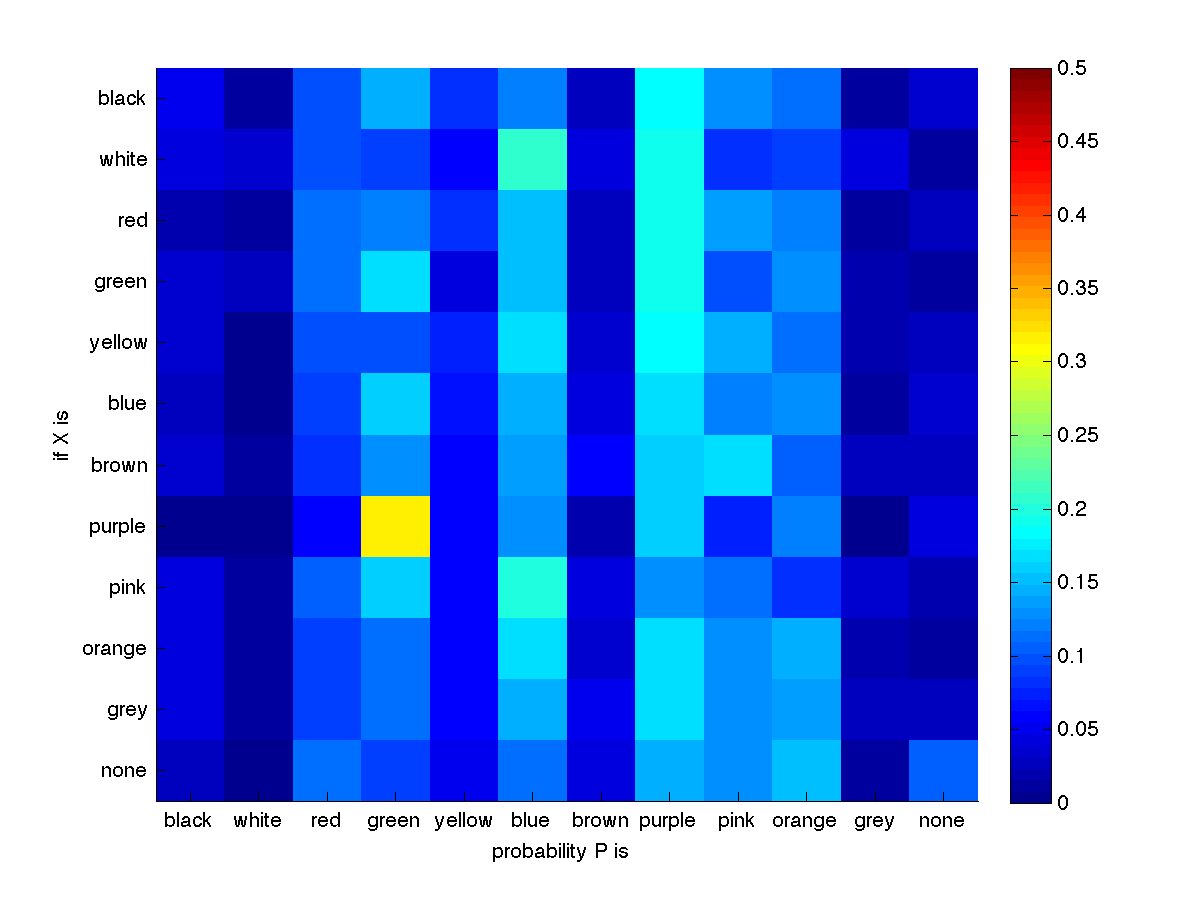 black
white
red
green
yellow
blue
brown
purple
pink
orange
grey
none
if X is
black white red green yellow blue brown purple pink orange grey none
probability P is
0.5
0.45
0.4
0.35
0.3
0.25
0.2
0.15
0.1
0.05
0